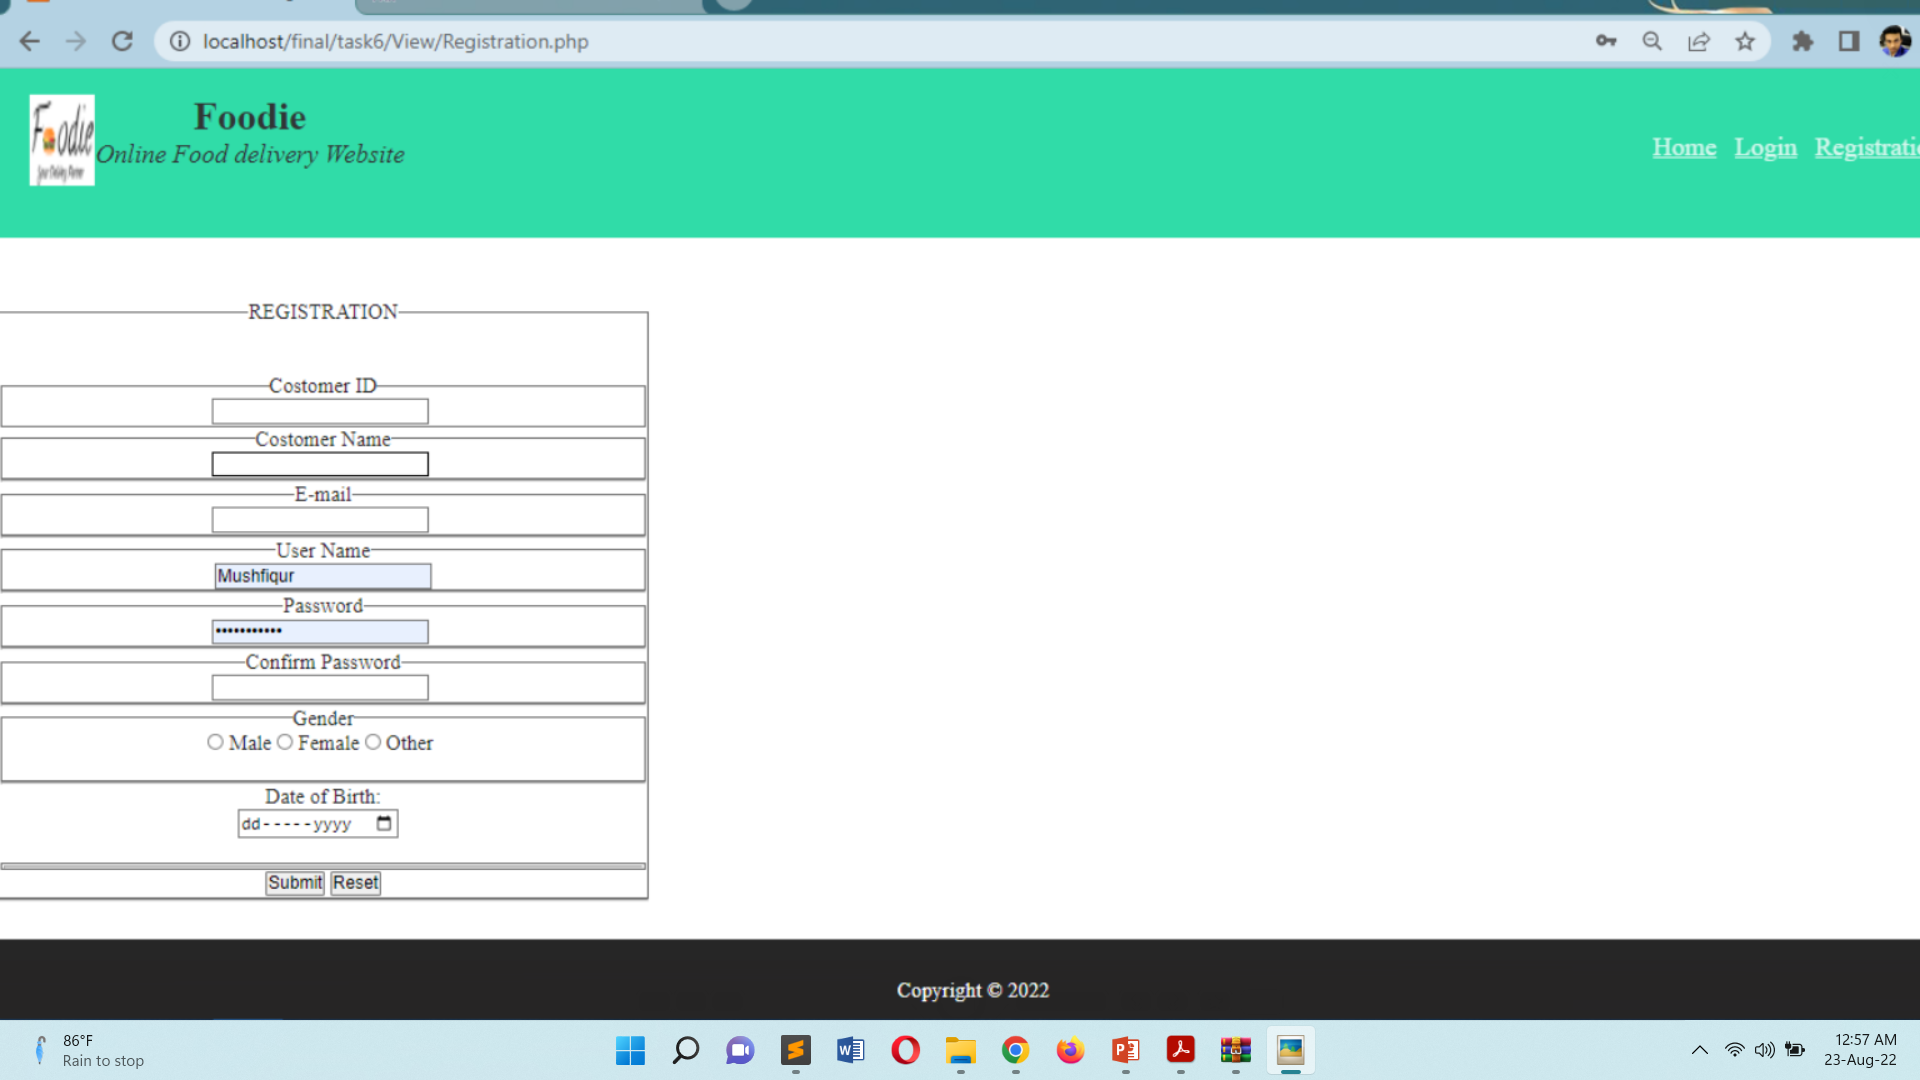 localhost/final/task6/View/Registration.php
Foodie
Foodie
Online Food delivery Website
Home Login Registratio
REGISTRATION
Costomer ID
Costomer Name
E-mail
User Name
Mushfiqur
Password
•••••••••••
Confirm Password
Gender
Male Female Other
Date of Birth:
dd-----yyyy
Submit Reset
Copyright © 2022
86°F
Rain to stop
12:57 AM
23-Aug-22